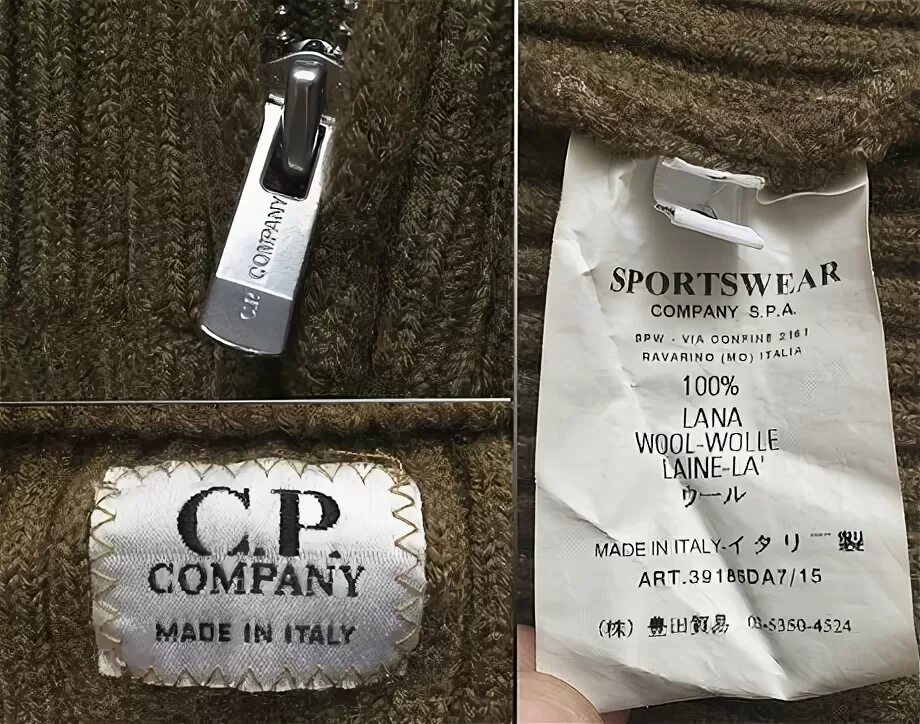 C.P. COMPANY
C.P.
COMPANY
MADE IN ITALY
SPORTSWEAR
COMPANY S.P.A.
SPW - VIA CONFINE 2161
RAVARINO (MO) ITALIA
100%
LANA
WOOL-WOLLE
LAINE-LA'
ウール
MADE IN ITALY-イタリー製
ART.39186DA7/15
(株) 豊田貿易 03-5350-4524